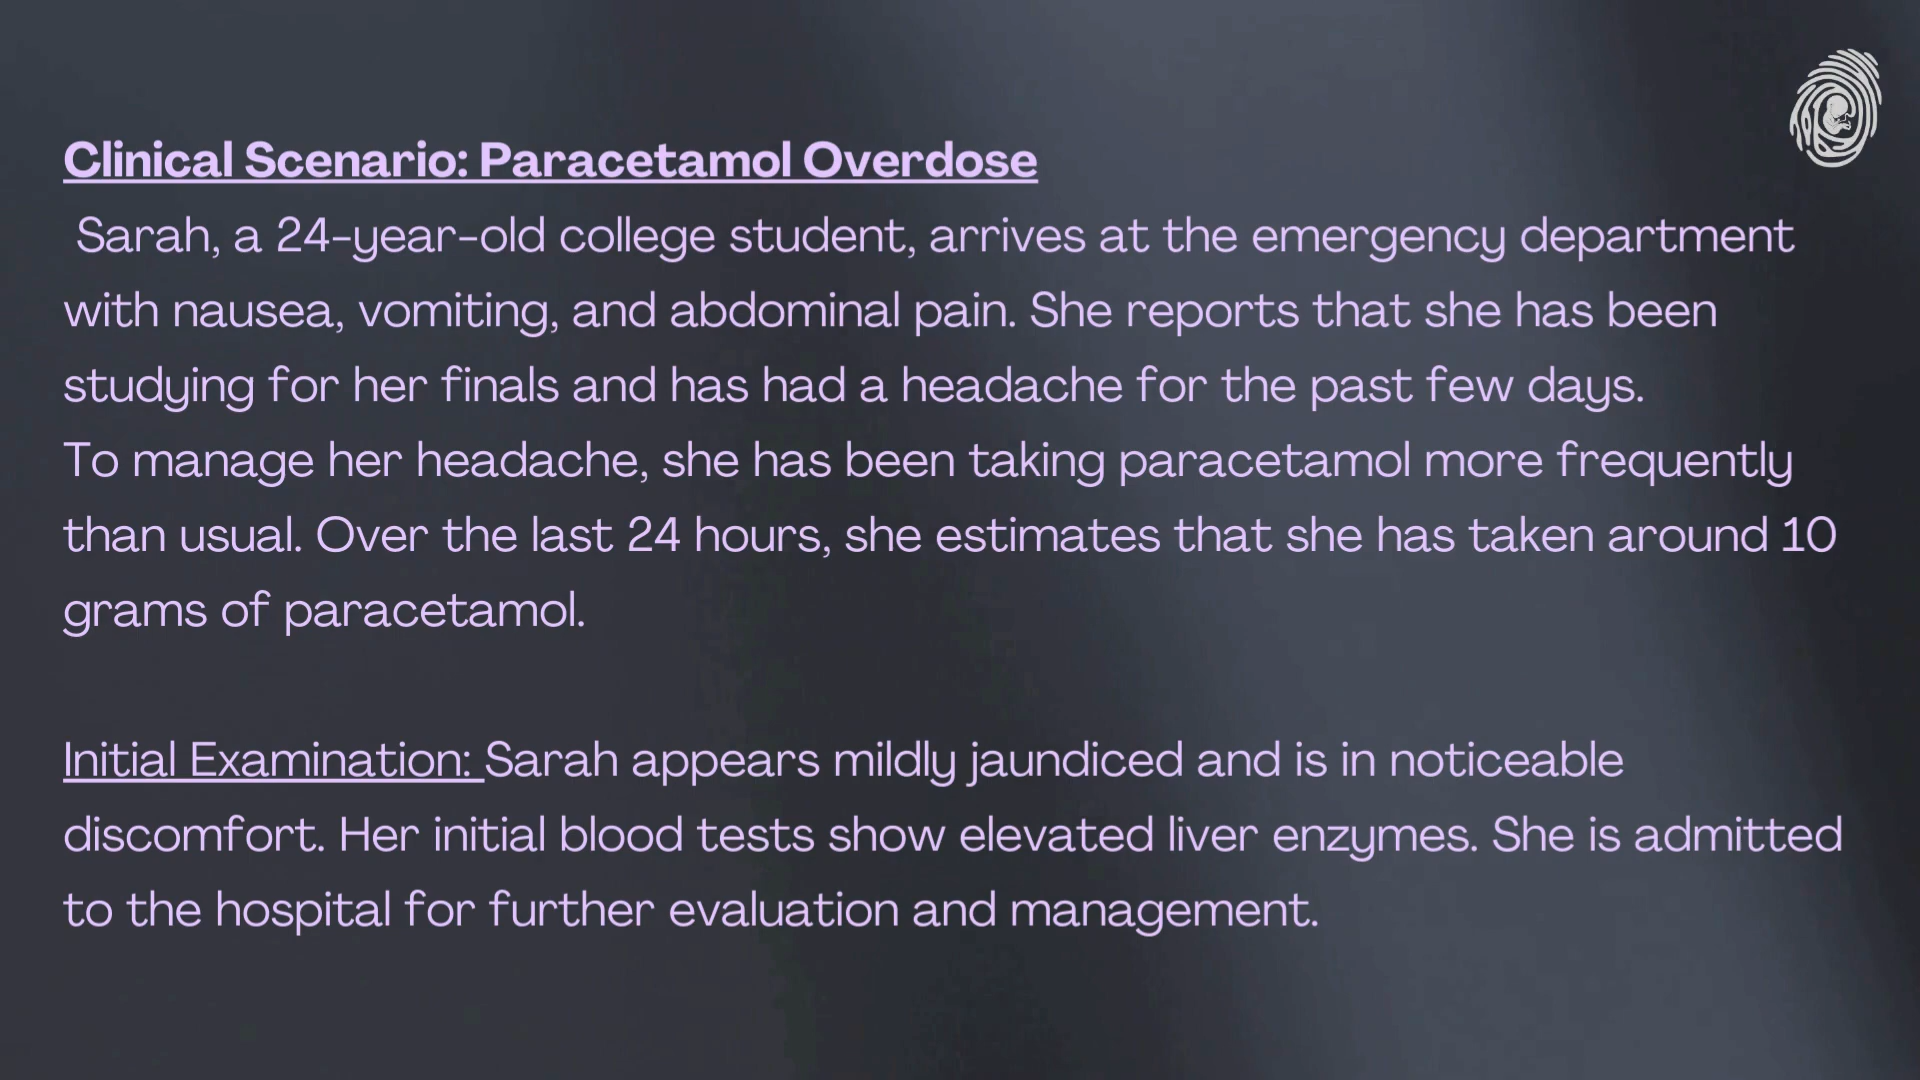 Clinical Scenario: Paracetamol Overdose
Sarah, a 24-year-old college student, arrives at the emergency department
with nausea, vomiting, and abdominal pain. She reports that she has been
studying for her finals and has had a headache for the past few days.
To manage her headache, she has been taking paracetamol more frequently
than usual. Over the last 24 hours, she estimates that she has taken around 10
grams of paracetamol.
Initial Examination: Sarah appears mildly jaundiced and is in noticeable
discomfort. Her initial blood tests show elevated liver enzymes. She is admitted
to the hospital for further evaluation and management.